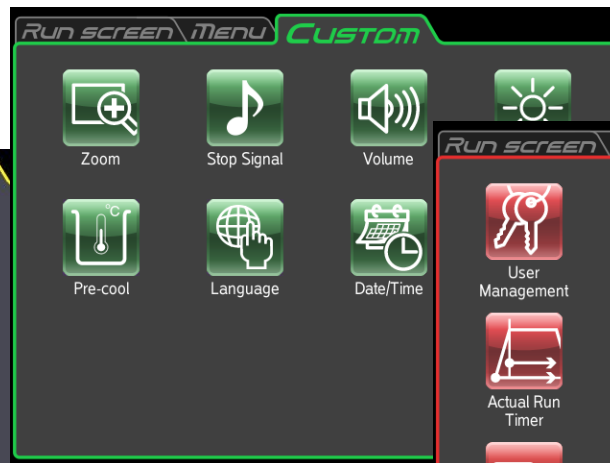 Run screen Menu Custom
Zoom
Stop Signal
Volume
Run screen
Pre-cool
Language
Date/Time
°C
User
Management
Actual Run
Timer